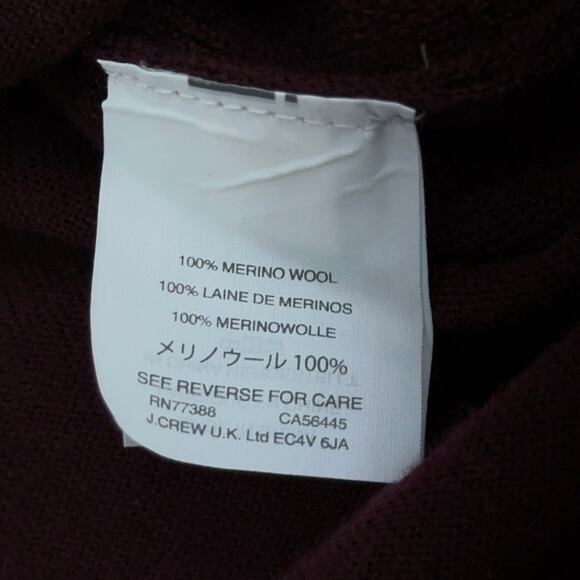 100% MERINO WOOL
100% LAINE DE MERINOS
100% MERINOWOLLE
メリノウール 100%
SEE REVERSE FOR CARE
RN77388 CA56445
J.CREW U.K. Ltd EC4V 6JA